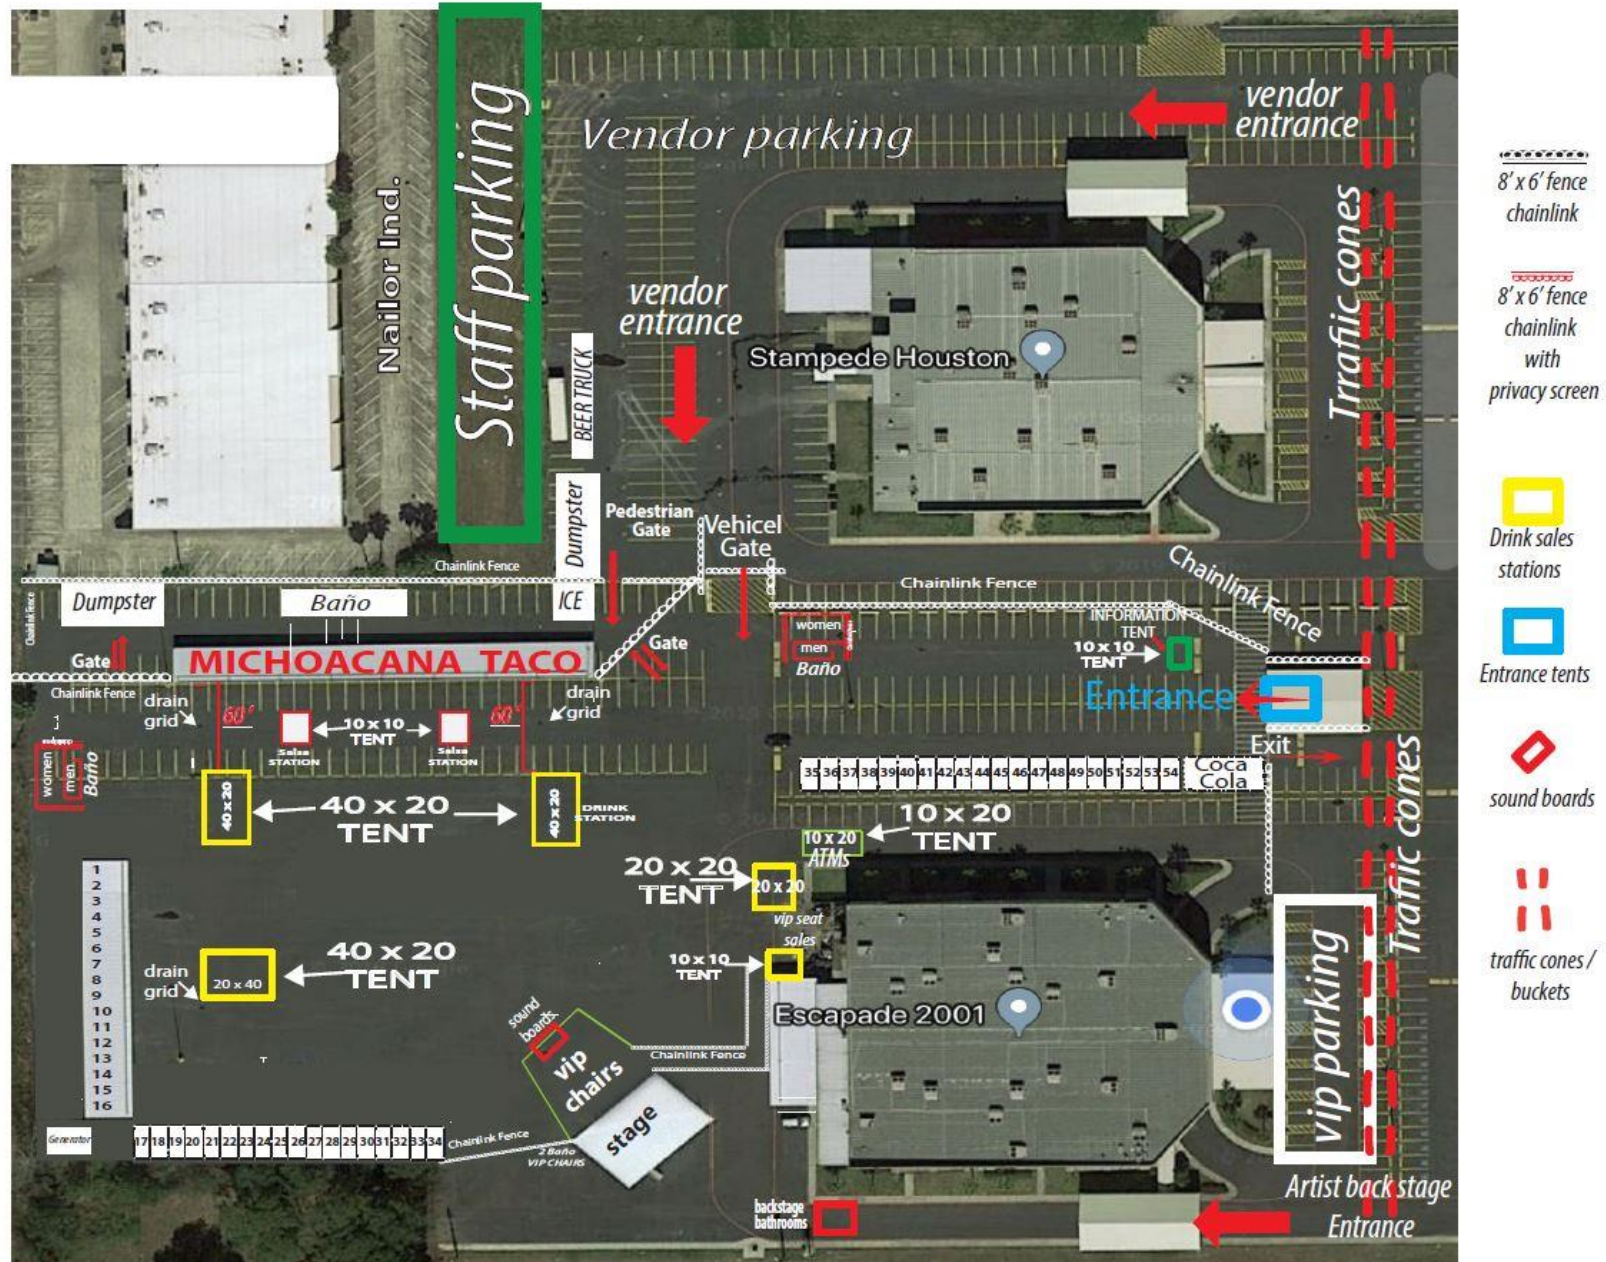 Staff parking
Vendor parking
vendor
entrance
Nailor Ind.
vendor
entrance
BEER TRUCK
Stampede Houston
Trraffiic cones
8' x 6' fence
chainlink
8' x 6' fence
chainlink
with
privacy screen
Drink sales
stations
Entrance tents
sound boards
traffic cones /
buckets
Dumpster
Pedestrian
Gate
Vehicel
Gate
Chainlink Fence
Chainlink Fence
Chainlink Fence
Chainlink Fence
Dumpster
Baño
ICE
women
men
Baño
INFORMATION
TENT
10 x 10
TENT
Gate
MICHOACANA TACO
Gate
Chainlink Fence
Entrance
drain
grid
60'
10 x 10
TENT
60'
drain
grid
Salsa
STATION
Salsa
STATION
Exit
women
men
Baño
40 x 20
40 x 20
TENT
40 x 20
DRINK
STATION
35 36 37 38 39 40 41 42 43 44 45 46 47 48 49 50 51 52 53 54
Coca
Cola
Traffiic cones
10 x 20
TENT
10 x 20
ATMs
20 x 20
TENT
20 x 20
vip seat
sales
1
2
3
4
5
6
7
8
9
10
11
12
13
14
15
16
40 x 20
TENT
20 x 40
drain
grid
10 x 10
TENT
Escapade 2001
vip parking
sound
boards
vip
chairs
Chainlink Fence
stage
T
Generator
17 18 19 20 21 22 23 24 25 26 27 28 29 30 31 32 33 34
Chainlink Fence
2 Baño
VIP CHAIRS
backstage
bathrooms
Artist back stage
Entrance